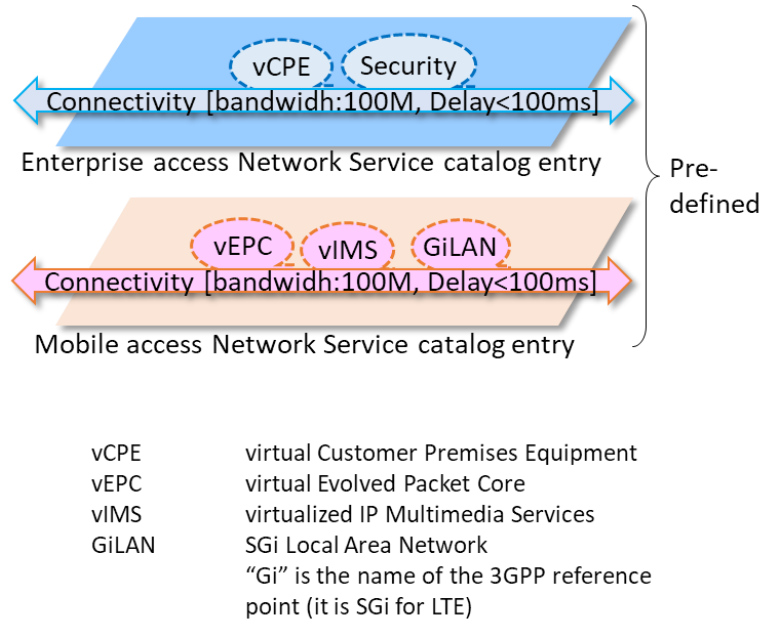 vCPE Security
Connectivity [bandwidh:100M, Delay<100ms]
Enterprise access Network Service catalog entry
Pre-
defined
vEPC vIMS GiLAN
Connectivity [bandwidh:100M, Delay<100ms]
Mobile access Network Service catalog entry
vCPE virtual Customer Premises Equipment
vEPC virtual Evolved Packet Core
vIMS virtualized IP Multimedia Services
GiLAN SGi Local Area Network
“Gi” is the name of the 3GPP reference
point (it is SGi for LTE)